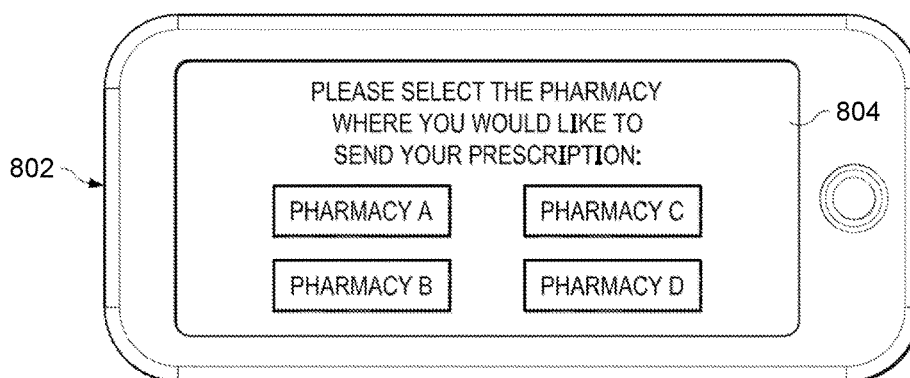 PLEASE SELECT THE PHARMACY
WHERE YOU WOULD LIKE TO
SEND YOUR PRESCRIPTION:
804
802
PHARMACY A
PHARMACY C
PHARMACY B
PHARMACY D